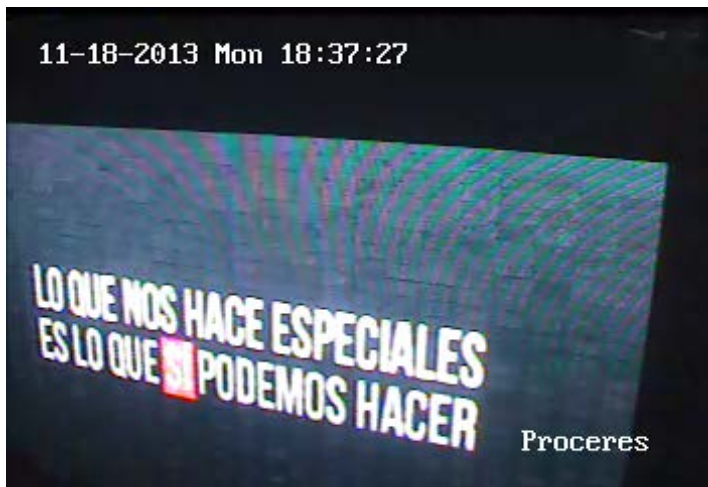 11-18-2013 Mon 18:37:27
LO QUE NOS HACE ESPECIALES
ES LO QUE SI PODEMOS HACER
Proceres